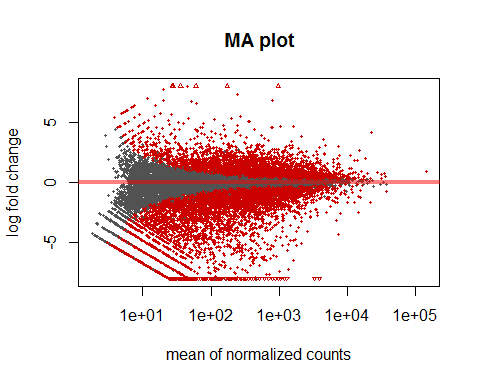 MA plot
log fold change
5
0
-5
1e+01 1e+02 1e+03 1e+04 1e+05
mean of normalized counts